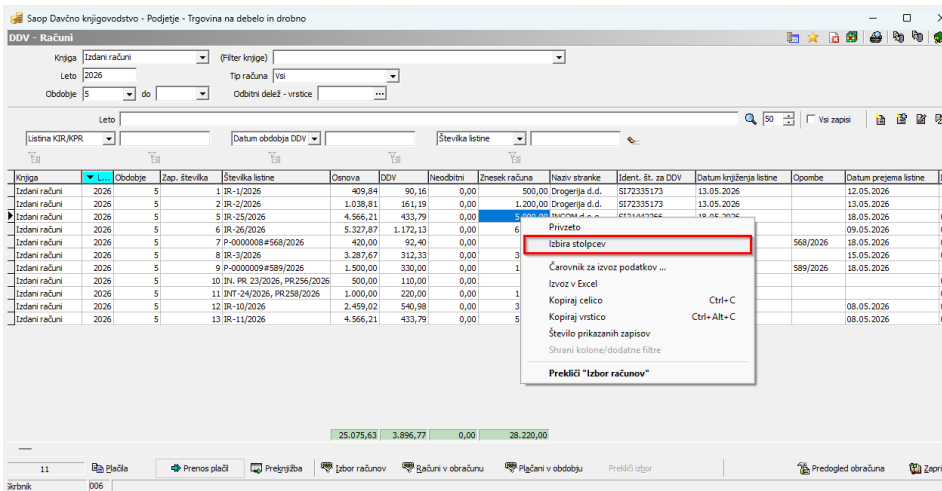 Saop Davčno knjigovodstvo - Podjetje - Trgovina na debelo in drobno
DDV - Računi
Knjiga Izdani računi (Filter knjige)
Leto 2026 Tip računa Vsi
Obdobje 5 do Odbitni delež - vrstice ...
Leto 50 Vsi zapisi
Listina KIR/KPR Datum obdobja DDV Številka listine
Knjiga L... Obdobje Zap. številka Številka listine Osnova DDV Neodbitni Znesek računa Naziv stranke Ident. št. za DDV Datum knjiženja listine Opombe Datum prejema listine
Izdani računi 2026 5 1 IR-1/2026 409,84 90,16 0,00 500,00 Drogerija d.d. SI72335173 13.05.2026 12.05.2026
Izdani računi 2026 5 2 IR-2/2026 1.038,81 161,19 0,00 1.200,00 Drogerija d.d. SI72335173 13.05.2026 13.05.2026
Izdani računi 2026 5 5 IR-25/2026 4.566,21 433,79 0,00 5.000,00 INCOM d.o.o. 18.05.2026 18.05.2026
Izdani računi 2026 5 6 IR-26/2026 5.327,87 1.172,13 0,00 6 09.05.2026
Izdani računi 2026 5 7 P-0000008#568/2026 420,00 92,40 0,00 568/2026 18.05.2026
Izdani računi 2026 5 8 IR-3/2026 3.287,67 312,33 0,00 3 15.05.2026
Izdani računi 2026 5 9 P-0000009#589/2026 1.500,00 330,00 0,00 1 589/2026 18.05.2026
Izdani računi 2026 5 10 IN. PR 23/2026, PR256/2026 500,00 110,00 0,00
Izdani računi 2026 5 11 INT-24/2026, PR258/2026 1.000,00 220,00 0,00 1
Izdani računi 2026 5 12 IR-10/2026 2.459,02 540,98 0,00 3 08.05.2026
Izdani računi 2026 5 13 IR-11/2026 4.566,21 433,79 0,00 5 08.05.2026
Privzeto
Izbira stolpcev
Čarovnik za izvoz podatkov ...
Izvoz v Excel
Kopiraj celico Ctrl+C
Kopiraj vrstico Ctrl+Alt+C
Število prikazanih zapisov
Shrani kolone/dodatne filtre
Prekliči "Izbor računov"
25.075,63 3.896,77 0,00 28.220,00
11 Plačila Prenos plačil Preknjižba Izbor računov Računi v obračunu Plačani v obdobju Prekliči izbor Predogled obračuna Zapri
Skrbnik 006